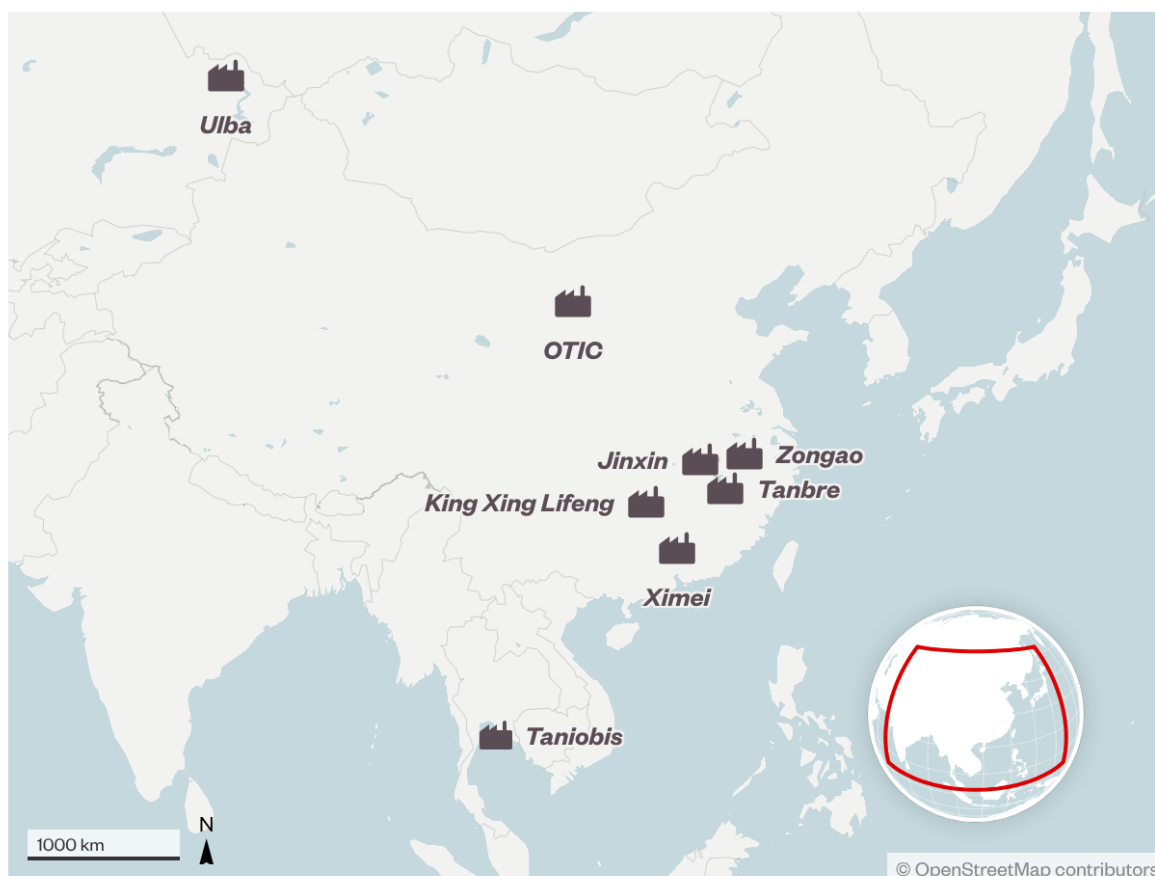 Ulba
OTIC
Jinxin
Zongao
Tanbre
King Xing Lifeng
Ximei
Taniobis
1000 km
N
© OpenStreetMap contributors